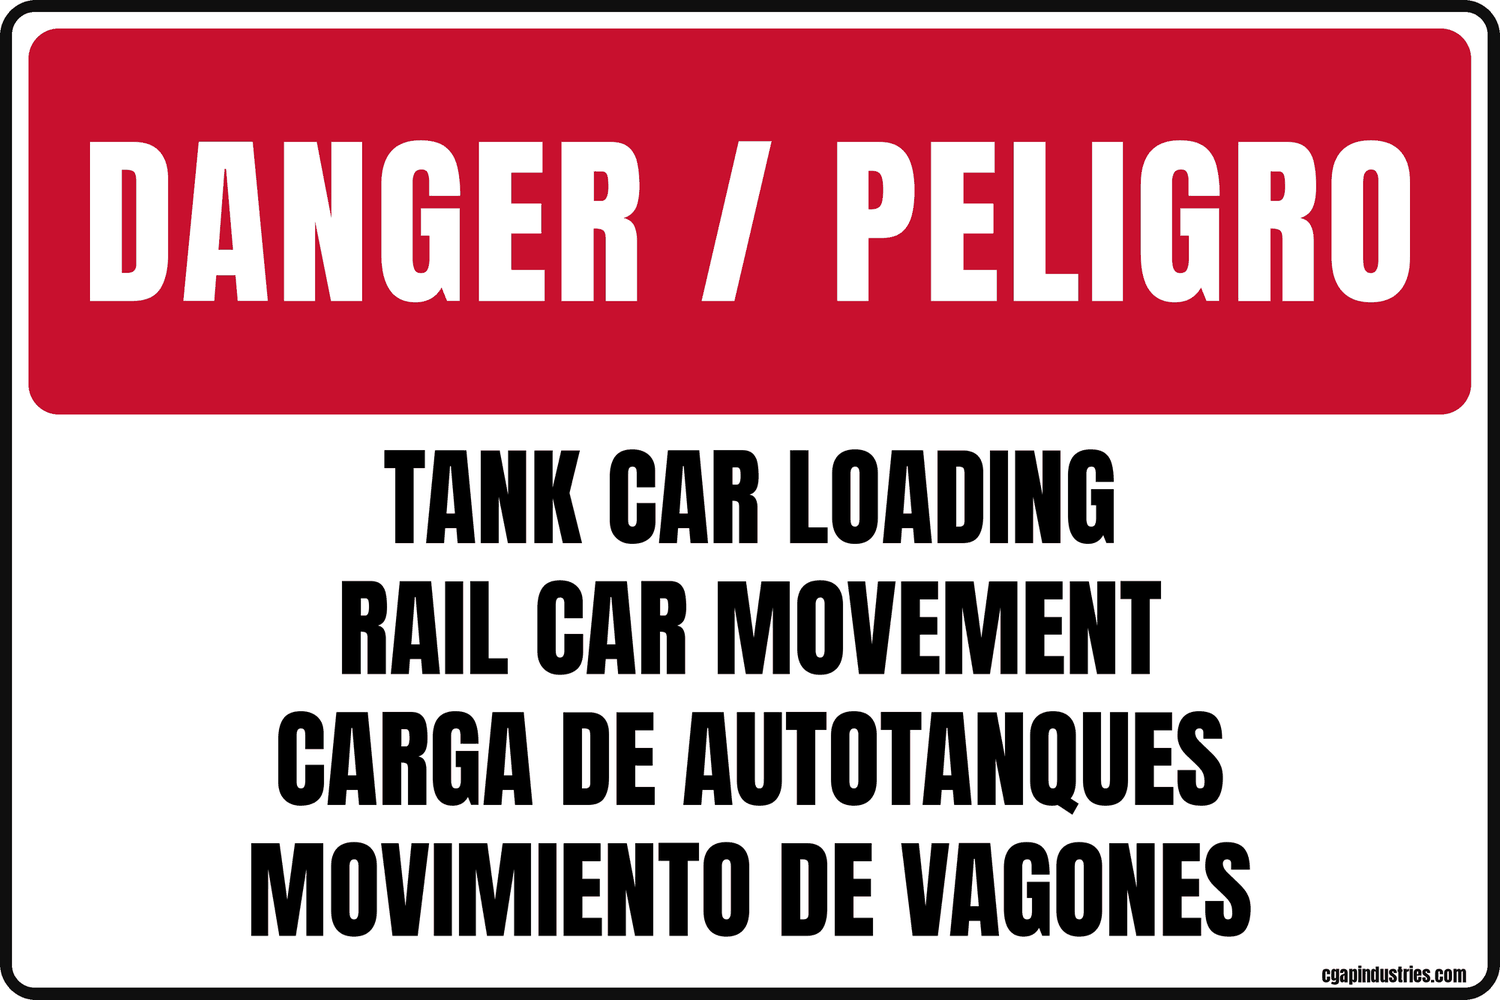 DANGER / PELIGRO
TANK CAR LOADING
RAIL CAR MOVEMENT
CARGA DE AUTOTANQUES
MOVIMIENTO DE VAGONES
cgapindustries.com